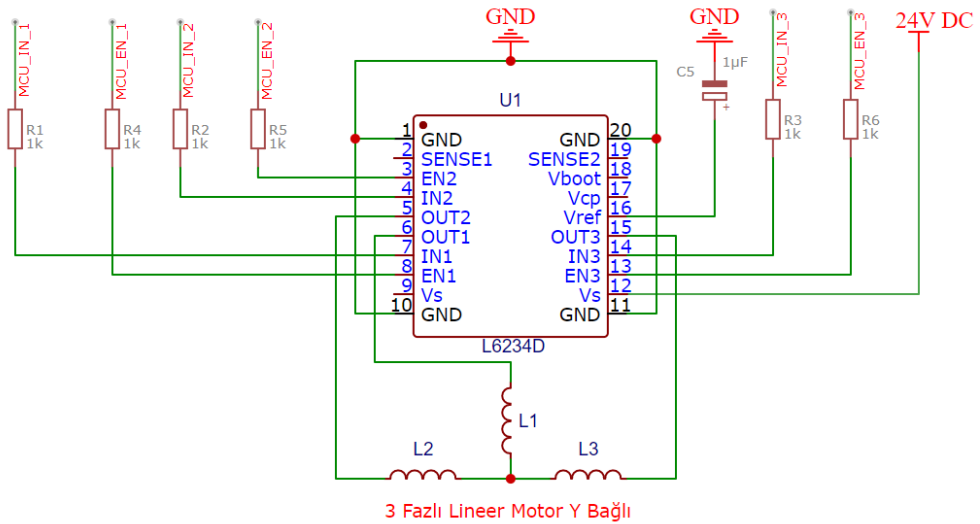 GND
GND
24V DC
MCU_IN_1
MCU_EN_1
MCU_IN_2
MCU_EN_2
MCU_IN_3
MCU_EN_3
C5
1µF
+
R1
1k
R4
1k
R2
1k
R5
1k
R3
1k
R6
1k
U1
1 GND
2 SENSE1
3 EN2
4 IN2
5 OUT2
6 OUT1
7 IN1
8 EN1
9 Vs
10 GND
GND 20
SENSE2 19
Vboot 18
Vcp 17
Vref 16
OUT3 15
IN3 14
EN3 13
Vs 12
GND 11
L6234D
L1
L2
L3
3 Fazlı Lineer Motor Y Bağlı